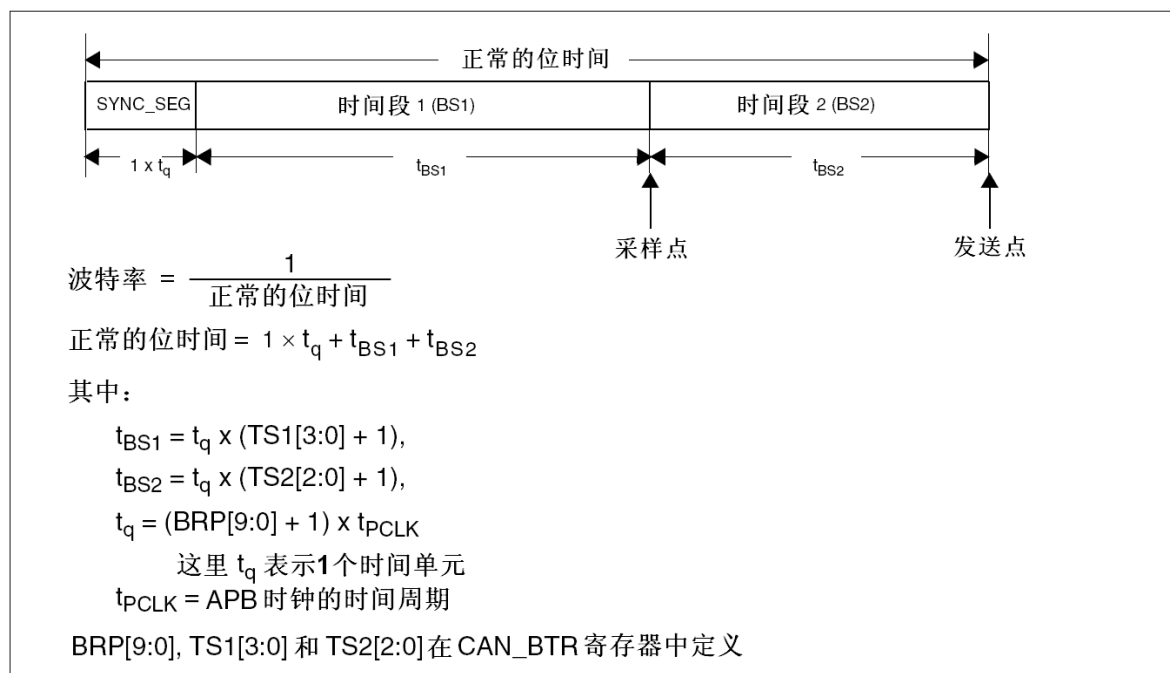 正常的位时间
SYNC_SEG 时间段 1 (BS1) 时间段 2 (BS2)
1 x tq tBS1 tBS2
采样点 发送点
波特率 = 1 / 正常的位时间
正常的位时间 = 1 × tq + tBS1 + tBS2
其中：
tBS1 = tq x (TS1[3:0] + 1),
tBS2 = tq x (TS2[2:0] + 1),
tq = (BRP[9:0] + 1) x tPCLK
这里 tq 表示1个时间单元
tPCLK = APB 时钟的时间周期
BRP[9:0], TS1[3:0] 和 TS2[2:0] 在 CAN_BTR 寄存器中定义